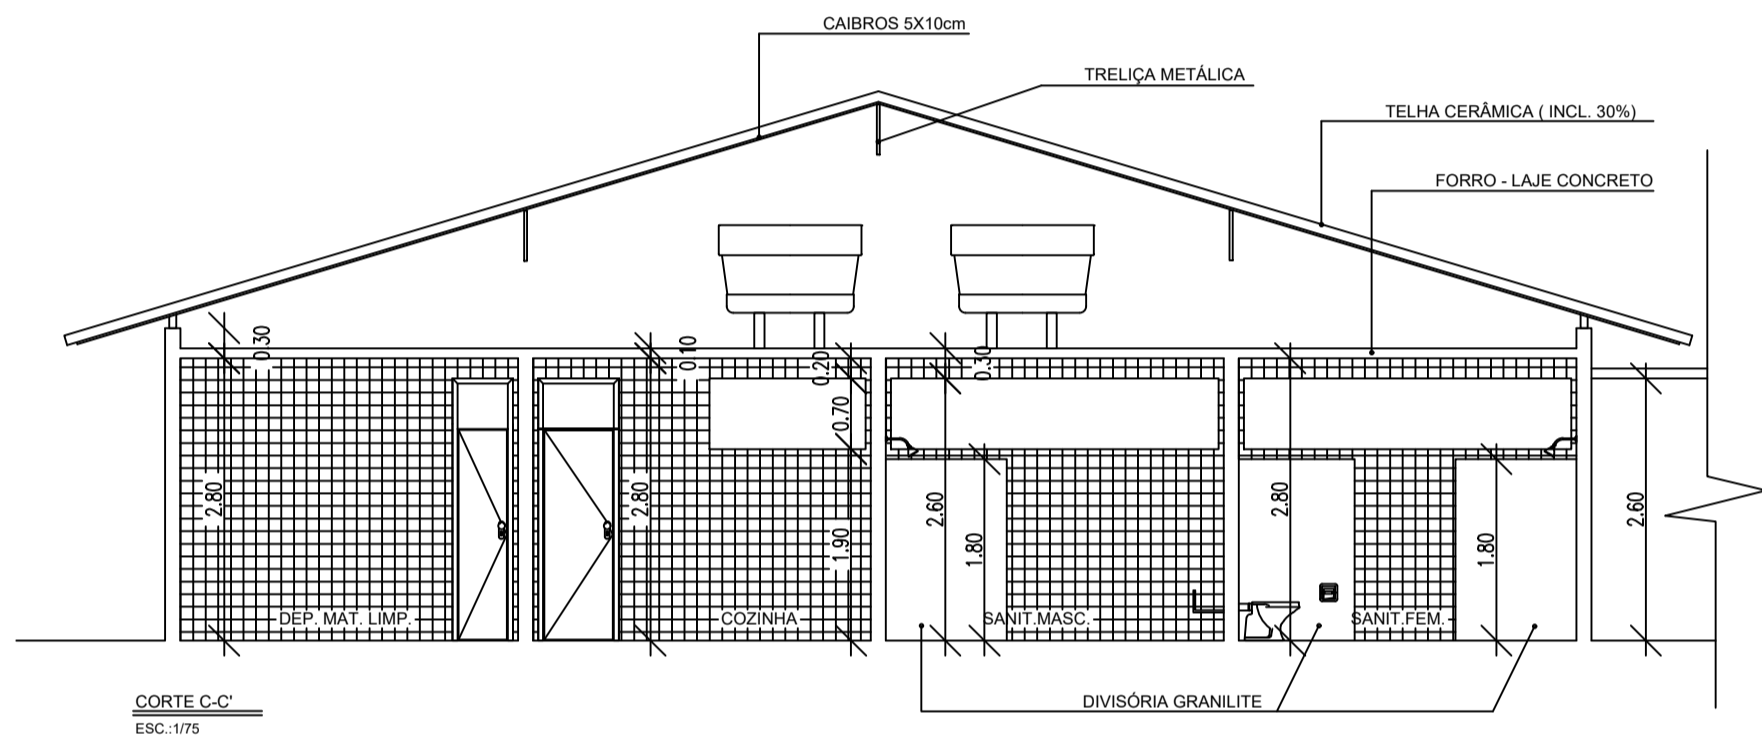 CAIBROS 5X10cm
TRELIÇA METÁLICA
TELHA CERÂMICA ( INCL. 30%)
FORRO - LAJE CONCRETO
0.30
0.10
0.20
0.30
0.70
2.80
2.80
1.90
2.60
1.80
2.80
1.80
2.60
DEP. MAT. LIMP.
COZINHA
SANIT.MASC.
SANIT.FEM.
CORTE C-C'
ESC.:1/75
DIVISÓRIA GRANILITE